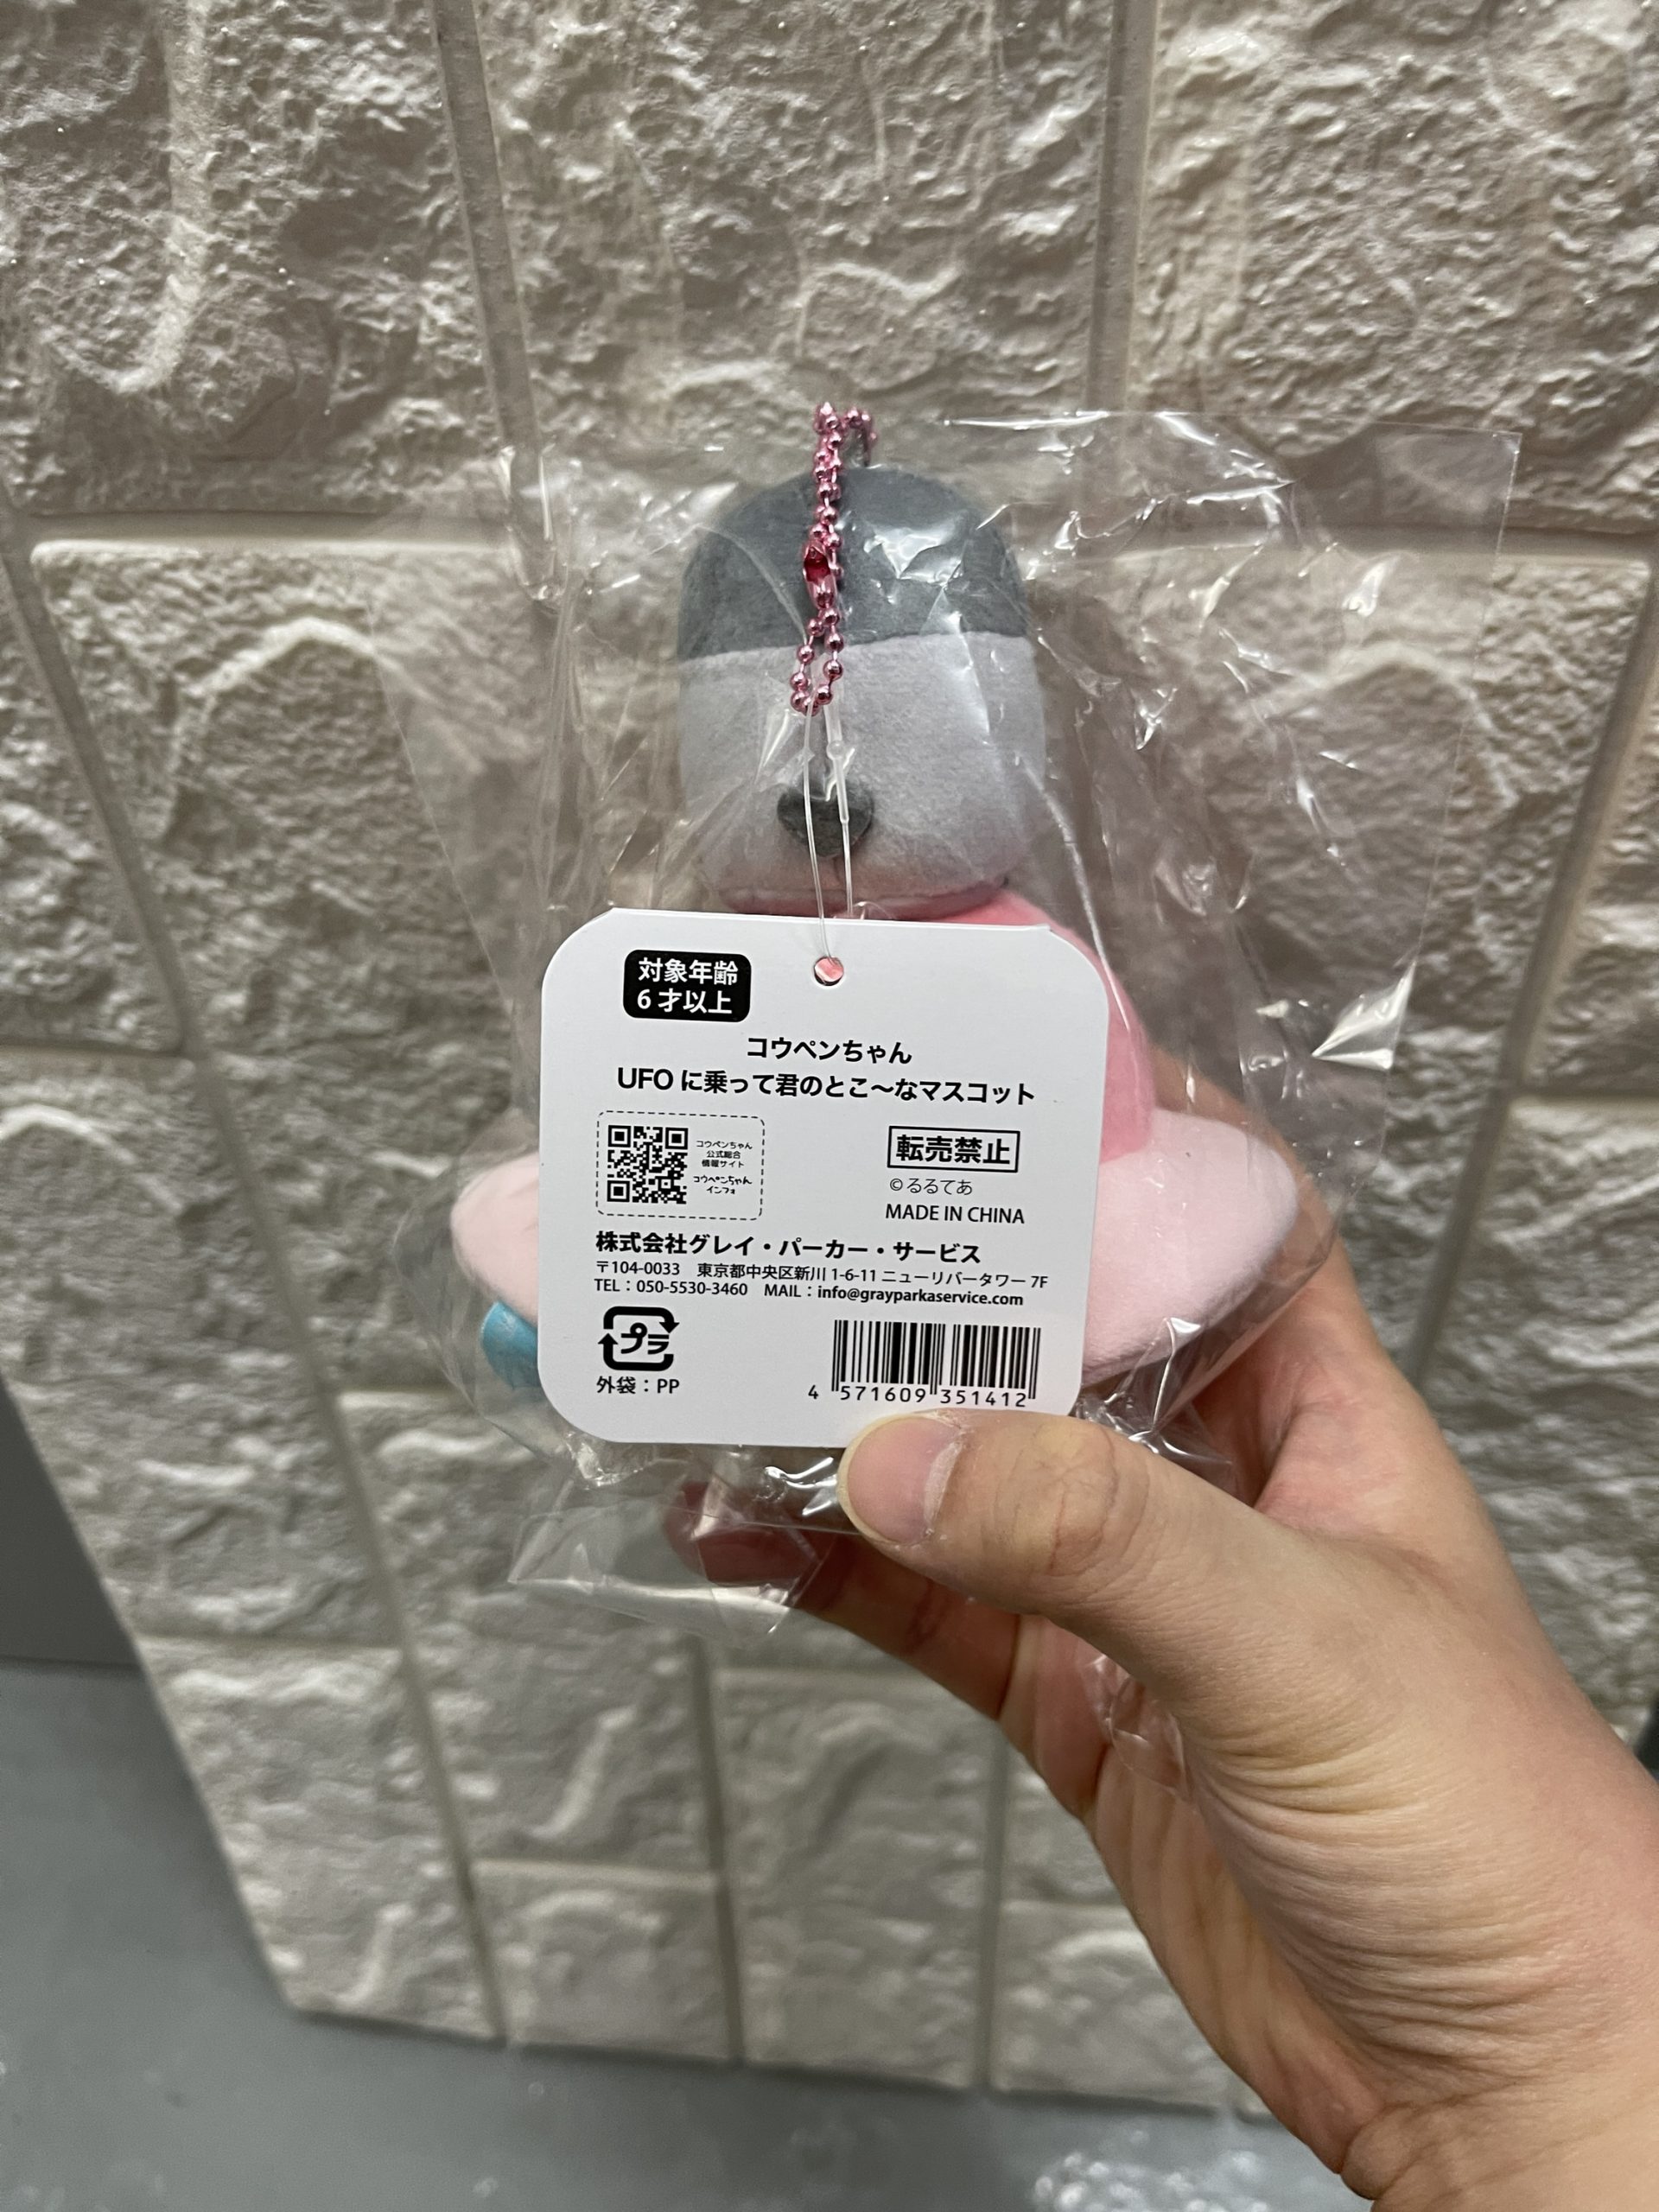 対象年齢
6才以上
コウペンちゃん
UFOに乗って君のとこ〜なマスコット
コウペンちゃん
公式総合
情報サイト
コウペンちゃん
インフォ
転売禁止
©るるてあ
MADE IN CHINA
株式会社グレイ・パーカー・サービス
〒104-0033 東京都中央区新川1-6-11 ニューリバータワー 7F
TEL：050-5530-3460 MAIL：info@grayparkaservice.com
プラ
外袋：PP
4 571609 351412